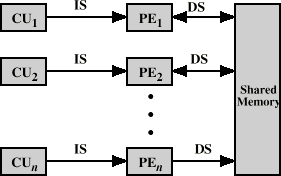 CU1 IS PE1 DS
CU2 IS PE2 DS
Shared
Memory
CUn IS PEn DS